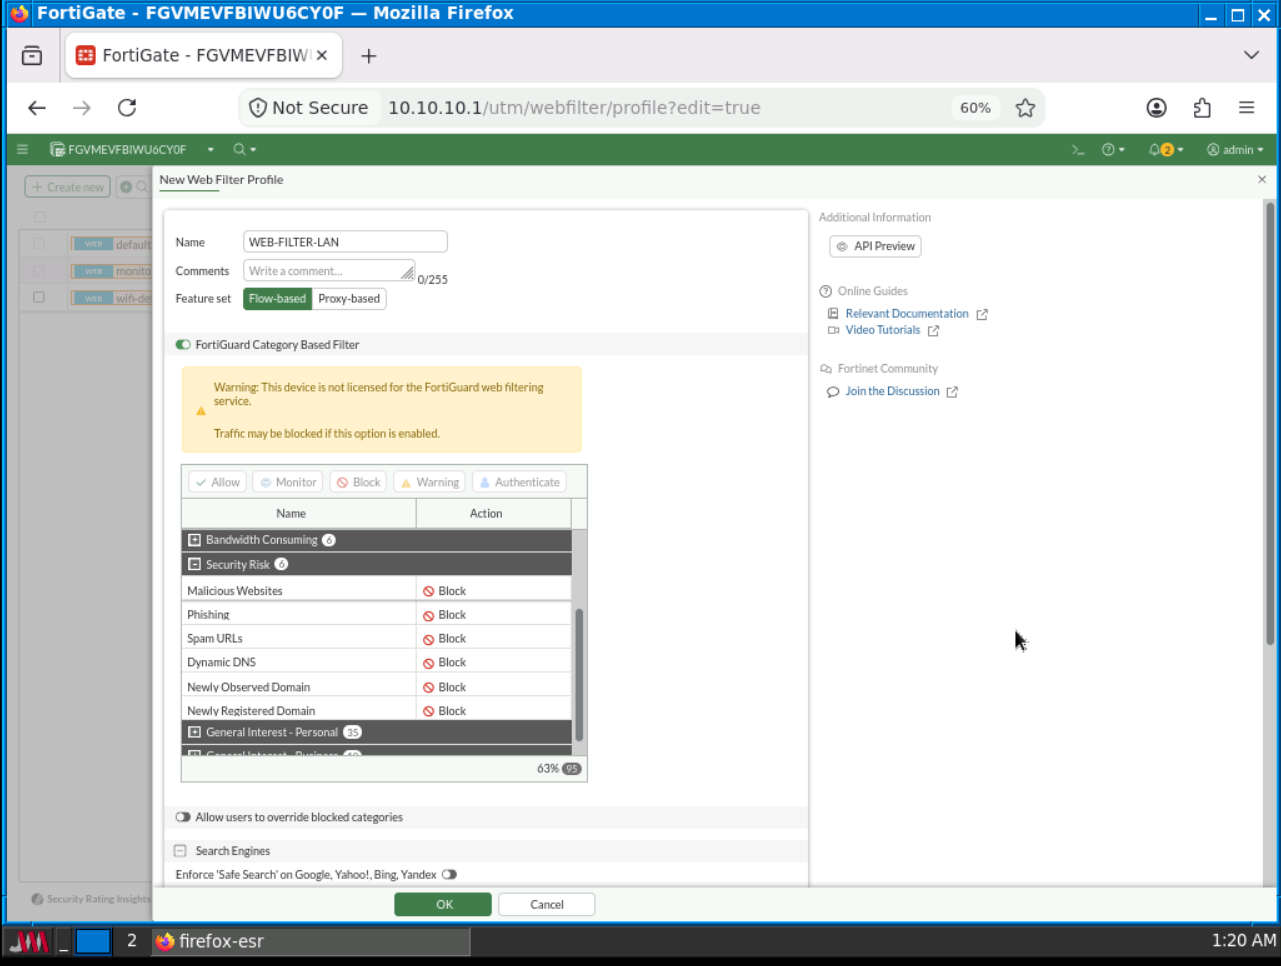 FortiGate - FGVMEVFBIWU6CY0F — Mozilla Firefox
FortiGate - FGVMEVFBIW
Not Secure 10.10.10.1/utm/webfilter/profile?edit=true 60%
FGVMEVFBIWU6CY0F 2 admin
+ Create new
New Web Filter Profile
WEB default
WEB monito
WEB wifi-de
Name WEB-FILTER-LAN
Comments Write a comment... 0/255
Feature set Flow-based Proxy-based
FortiGuard Category Based Filter
Warning: This device is not licensed for the FortiGuard web filtering
service.
Traffic may be blocked if this option is enabled.
Allow Monitor Block Warning Authenticate
Name Action
Bandwidth Consuming 6
Security Risk 6
Malicious Websites Block
Phishing Block
Spam URLs Block
Dynamic DNS Block
Newly Observed Domain Block
Newly Registered Domain Block
General Interest - Personal 35
General Interest - Business
63% 95
Allow users to override blocked categories
Search Engines
Enforce 'Safe Search' on Google, Yahoo!, Bing, Yandex
OK Cancel
Additional Information
API Preview
Online Guides
Relevant Documentation
Video Tutorials
Fortinet Community
Join the Discussion
Security Rating Insights
2 firefox-esr 1:20 AM